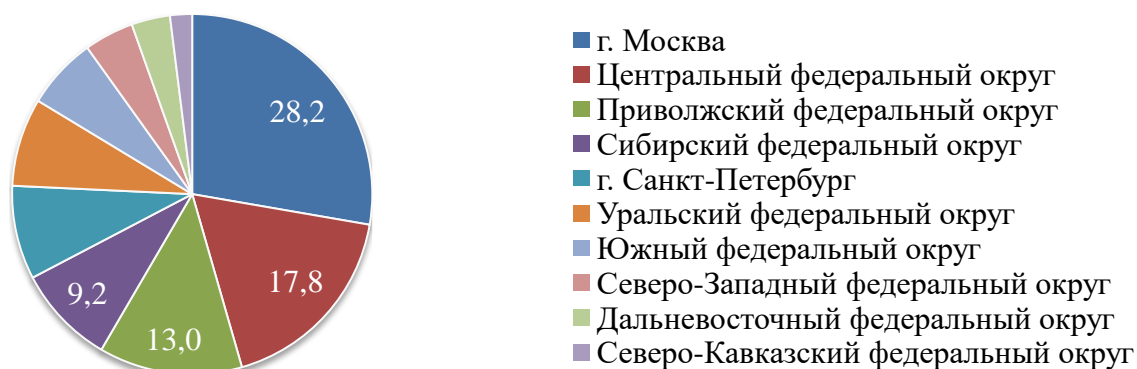 28,2
17,8
13,0
9,2
г. Москва
Центральный федеральный округ
Приволжский федеральный округ
Сибирский федеральный округ
г. Санкт-Петербург
Уральский федеральный округ
Южный федеральный округ
Северо-Западный федеральный округ
Дальневосточный федеральный округ
Северо-Кавказский федеральный округ